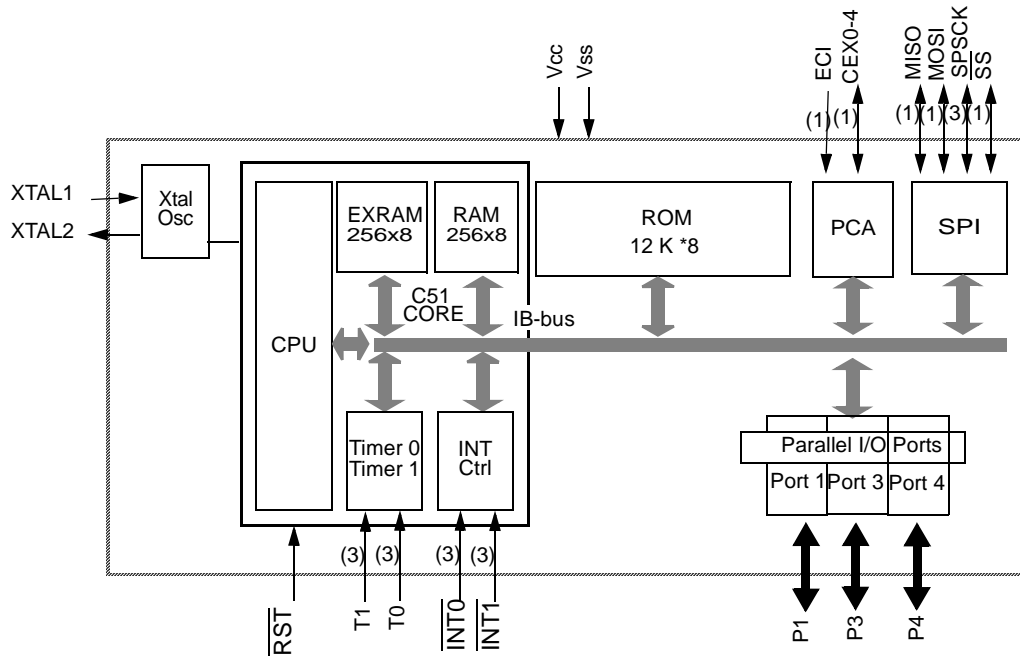 Vcc
Vss
ECI
CEX0-4
MISO
MOSI
SPSCK
SS
(1)
(1)
(1)
(1)
(3)
(1)
XTAL1
XTAL2
Xtal
Osc
EXRAM
256x8
RAM
256x8
ROM
12 K *8
PCA
SPI
C51
CORE
IB-bus
CPU
Timer 0
Timer 1
INT
Ctrl
Parallel I/O Ports
Port 1
Port 3
Port 4
(3)
(3)
(3)
(3)
RST
T1
T0
INT0
INT1
P1
P3
P4